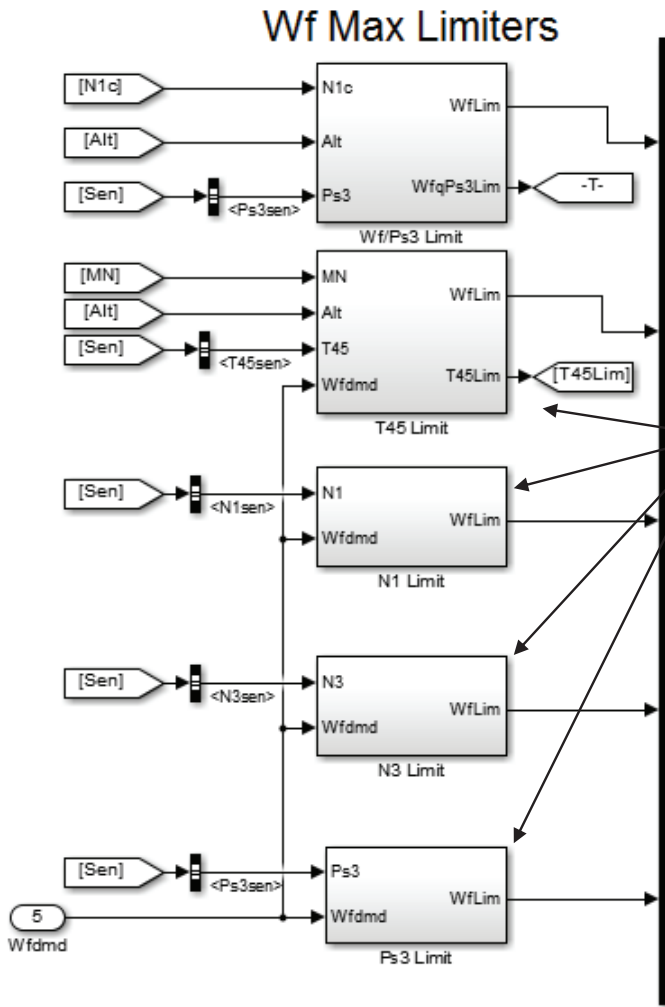 Wf Max Limiters
[N1c]
N1c
WfLim
[Alt]
Alt
[Sen]
<Ps3sen>
Ps3
WfqPs3Lim
-T-
Wf/Ps3 Limit
[MN]
MN
WfLim
[Alt]
Alt
[Sen]
<T45sen>
T45
T45Lim
[T45Lim]
Wfdmd
T45 Limit
[Sen]
<N1sen>
N1
WfLim
Wfdmd
N1 Limit
[Sen]
<N3sen>
N3
WfLim
Wfdmd
N3 Limit
[Sen]
<Ps3sen>
Ps3
WfLim
5
Wfdmd
Wfdmd
Ps3 Limit